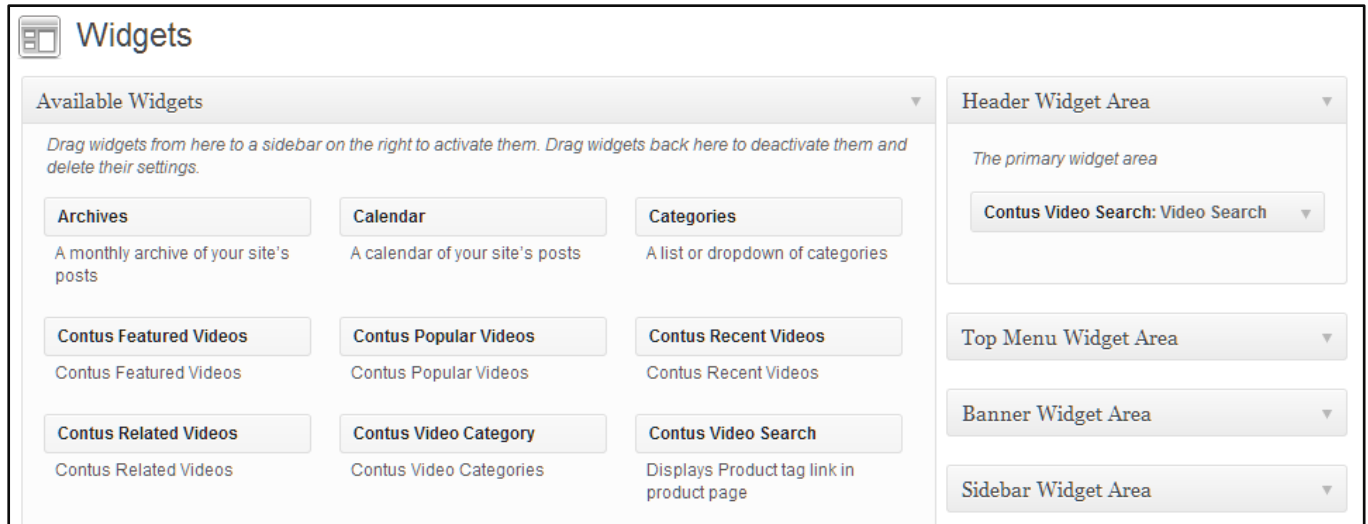 Widgets
Available Widgets
Drag widgets from here to a sidebar on the right to activate them. Drag widgets back here to deactivate them and
delete their settings.
Archives
A monthly archive of your site's
posts
Calendar
A calendar of your site's posts
Categories
A list or dropdown of categories
Contus Featured Videos
Contus Featured Videos
Contus Popular Videos
Contus Popular Videos
Contus Recent Videos
Contus Recent Videos
Contus Related Videos
Contus Related Videos
Contus Video Category
Contus Video Categories
Contus Video Search
Displays Product tag link in
product page
Header Widget Area
The primary widget area
Contus Video Search: Video Search
Top Menu Widget Area
Banner Widget Area
Sidebar Widget Area